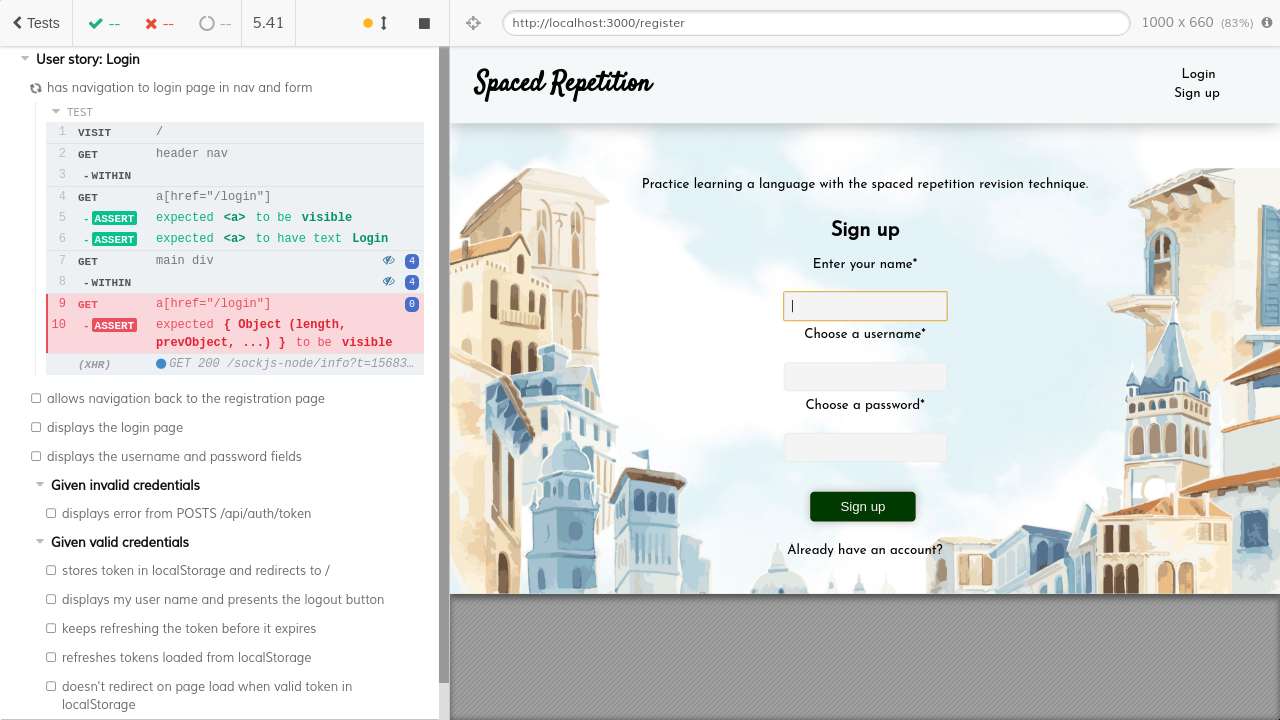 Tests
--
--
--
5.41
http://localhost:3000/register
1000 x 660 (83%)
User story: Login
has navigation to login page in nav and form
TEST
1 VISIT /
2 GET header nav
3 - WITHIN
4 GET a[href="/login"]
5 - ASSERT expected <a> to be visible
6 - ASSERT expected <a> to have text Login
7 GET main div 4
8 - WITHIN 4
9 GET a[href="/login"] 0
10 - ASSERT expected { Object (length,
prevObject, ...) } to be visible
(XHR) GET 200 /sockjs-node/info?t=15683…
allows navigation back to the registration page
displays the login page
displays the username and password fields
Given invalid credentials
displays error from POSTS /api/auth/token
Given valid credentials
stores token in localStorage and redirects to /
displays my user name and presents the logout button
keeps refreshing the token before it expires
refreshes tokens loaded from localStorage
doesn't redirect on page load when valid token in
localStorage
Spaced Repetition
Login
Sign up
Practice learning a language with the spaced repetition revision technique.
Sign up
Enter your name*
Choose a username*
Choose a password*
Sign up
Already have an account?